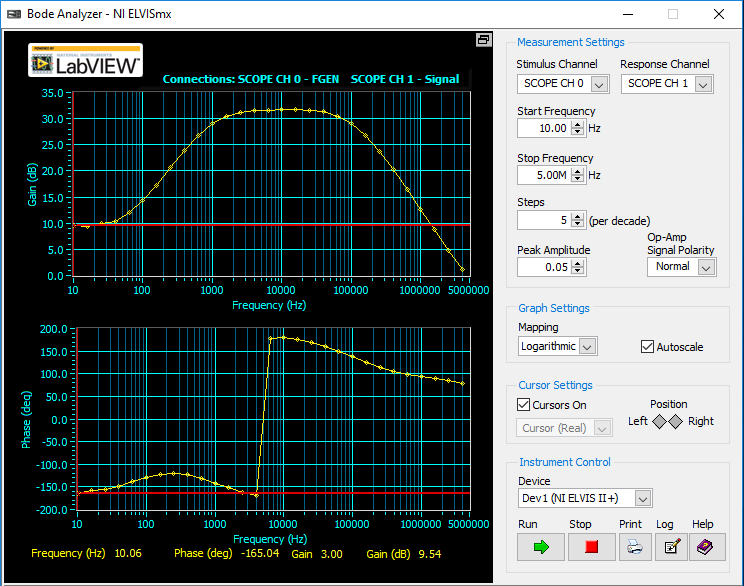 Bode Analyzer - NI ELVISmx
POWERED BY
NATIONAL INSTRUMENTS
LabVIEW™
Connections: SCOPE CH 0 - FGEN SCOPE CH 1 - Signal
35.0
30.0
25.0
20.0
15.0
10.0
5.0
0.0
Gain (dB)
10 100 1000 10000 100000 1000000 5000000
Frequency (Hz)
200.0
150.0
100.0
50.0
0.0
-50.0
-100.0
-150.0
-200.0
Phase (deg)
10 100 1000 10000 100000 1000000 5000000
Frequency (Hz)
Frequency (Hz) 10.06 Phase (deg) -165.04 Gain 3.00 Gain (dB) 9.54
Measurement Settings
Stimulus Channel Response Channel
SCOPE CH 0 SCOPE CH 1
Start Frequency
10.00 Hz
Stop Frequency
5.00M Hz
Steps
5 (per decade)
Peak Amplitude
0.05
Op-Amp
Signal Polarity
Normal
Graph Settings
Mapping
Logarithmic Autoscale
Cursor Settings
Cursors On Position
Cursor (Real) Left Right
Instrument Control
Device
Dev1 (NI ELVIS II+)
Run Stop Print Log Help